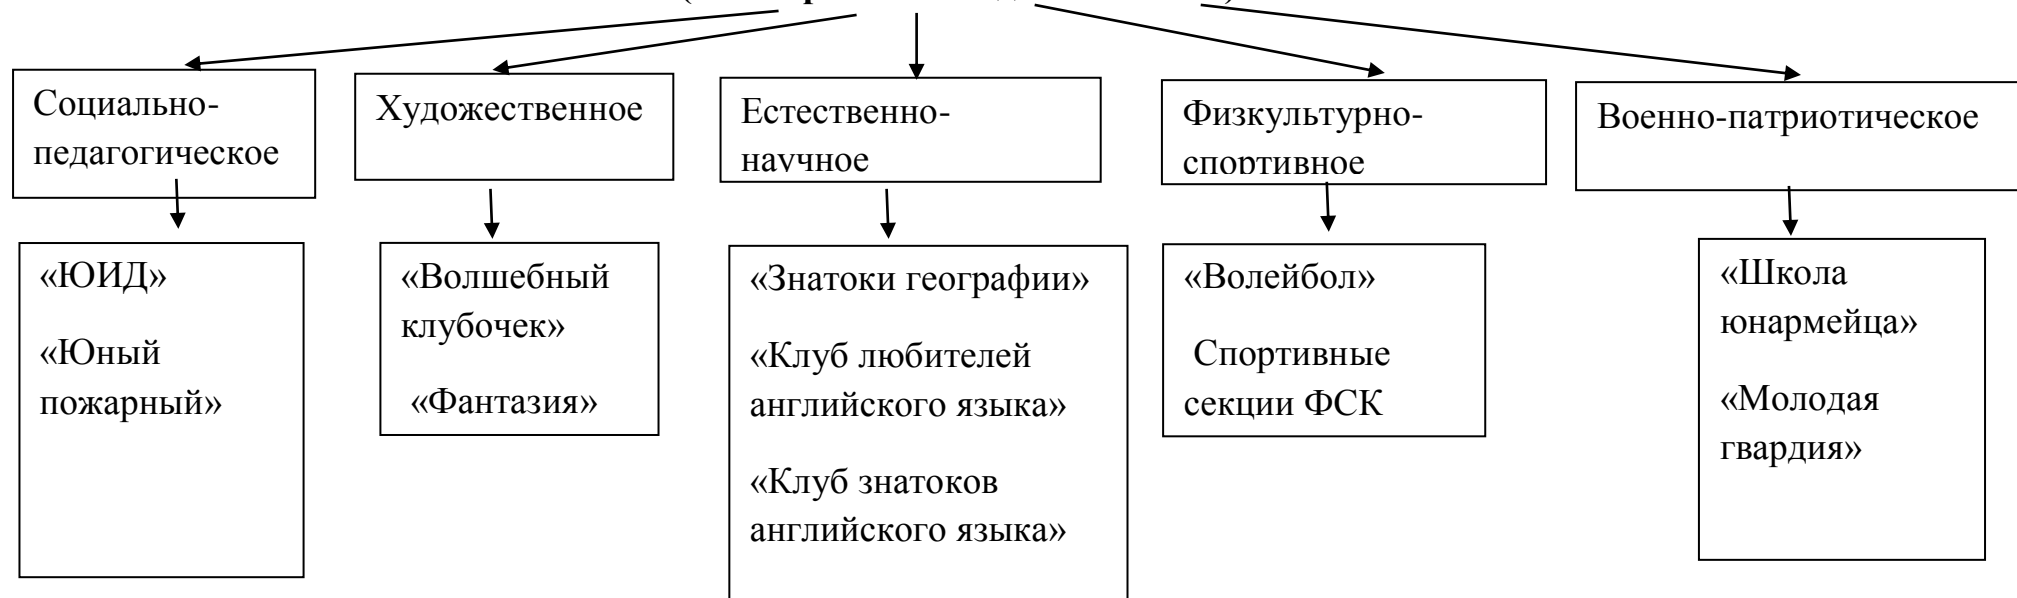 Социально-
педагогическое
Художественное
Естественно-
научное
Физкультурно-
спортивное
Военно-патриотическое
«ЮИД»
«Юный
пожарный»
«Волшебный
клубочек»
«Фантазия»
«Знатоки географии»
«Клуб любителей
английского языка»
«Клуб знатоков
английского языка»
«Волейбол»
Спортивные
секции ФСК
«Школа
юнармейца»
«Молодая
гвардия»